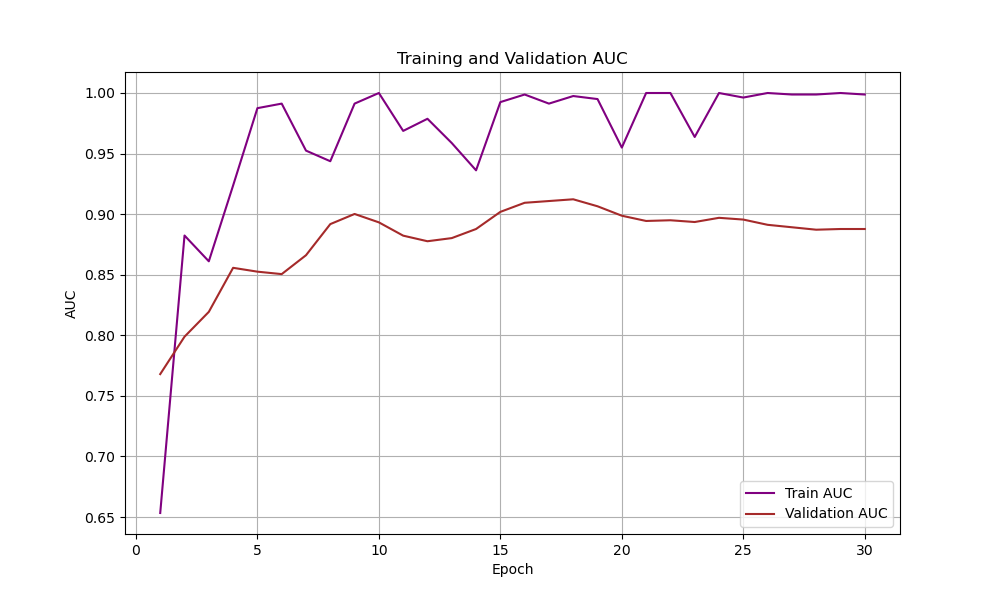 Training and Validation AUC
1.00
0.95
0.90
0.85
0.80
0.75
0.70
0.65
AUC
Train AUC
Validation AUC
0 5 10 15 20 25 30
Epoch